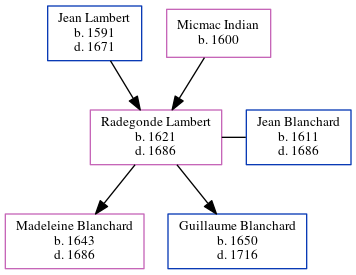 Jean Lambert
b. 1591
d. 1671
Micmac Indian
b. 1600
Radegonde Lambert
b. 1621
d. 1686
Jean Blanchard
b. 1611
d. 1686
Madeleine Blanchard
b. 1643
d. 1686
Guillaume Blanchard
b. 1650
d. 1716